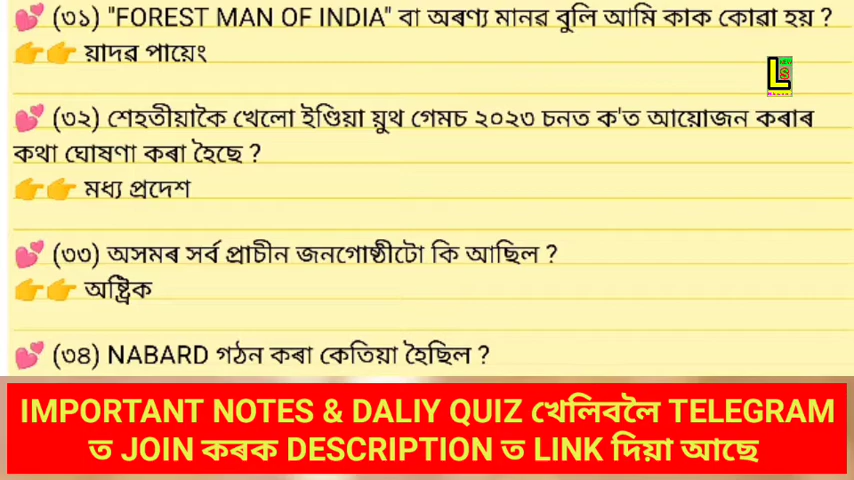 💕 (৩১) "FOREST MAN OF INDIA" বা অৰণ্য মানৱ বুলি আমি কাক কোৱা হয় ?
👉👉 য়াদৱ পায়েং
💕 (৩২) শেহতীয়াকৈ খেলো ইণ্ডিয়া য়ুথ গেমচ ২০২৩ চনত ক'ত আয়োজন কৰাৰ
কথা ঘোষণা কৰা হৈছে ?
👉👉 মধ্য প্ৰদেশ
💕 (৩৩) অসমৰ সৰ্ব প্ৰাচীন জনগোষ্ঠীটো কি আছিল ?
👉👉 অষ্ট্ৰিক
💕 (৩৪) NABARD গঠন কৰা কেতিয়া হৈছিল ?
IMPORTANT NOTES & DALIY QUIZ খেলিবলৈ TELEGRAM
ত JOIN কৰক DESCRIPTION ত LINK দিয়া আছে